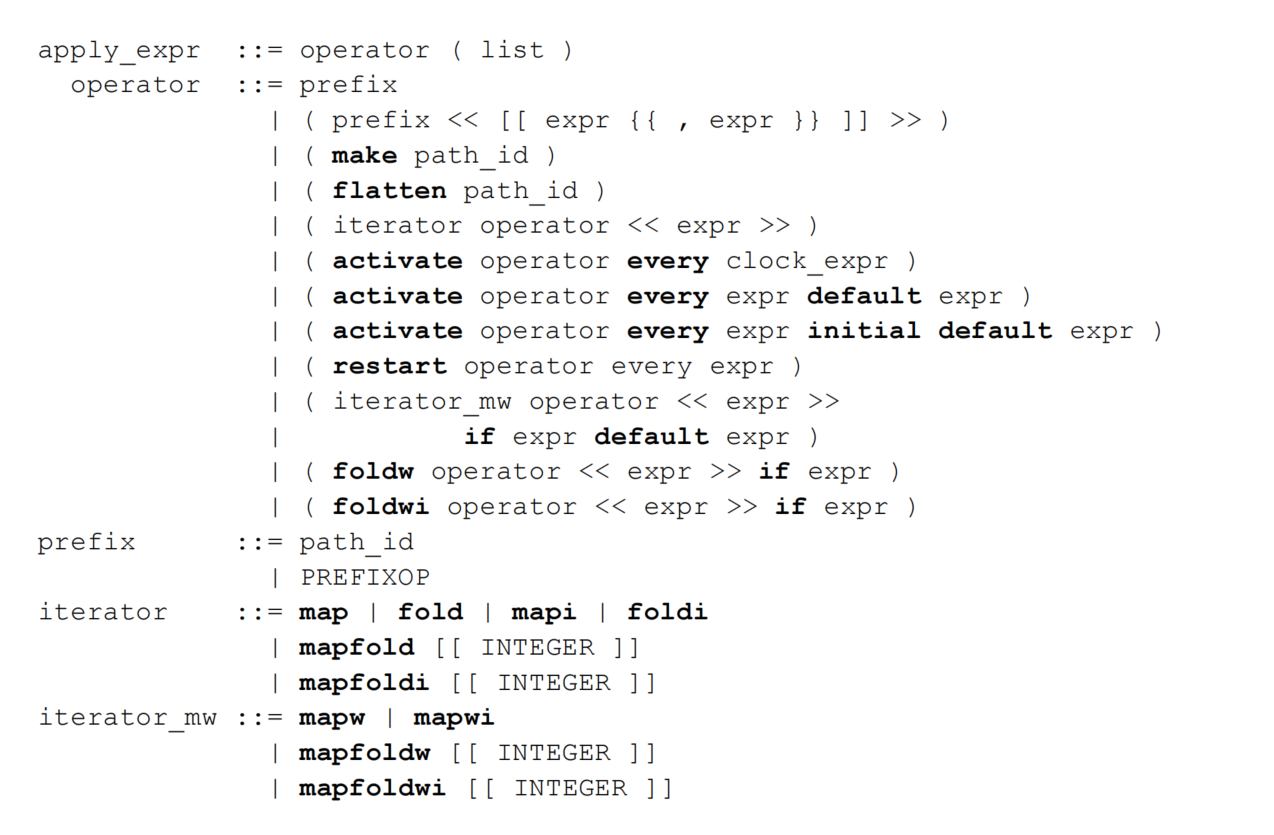 apply_expr ::= operator ( list )
operator ::= prefix
| ( prefix << [[ expr {{ , expr }} ]] >> )
| ( make path_id )
| ( flatten path_id )
| ( iterator operator << expr >> )
| ( activate operator every clock_expr )
| ( activate operator every expr default expr )
| ( activate operator every expr initial default expr )
| ( restart operator every expr )
| ( iterator_mw operator << expr >>
| if expr default expr )
| ( foldw operator << expr >> if expr )
| ( foldwi operator << expr >> if expr )
prefix ::= path_id
| PREFIXOP
iterator ::= map | fold | mapi | foldi
| mapfold [[ INTEGER ]]
| mapfoldi [[ INTEGER ]]
iterator_mw ::= mapw | mapwi
| mapfoldw [[ INTEGER ]]
| mapfoldwi [[ INTEGER ]]